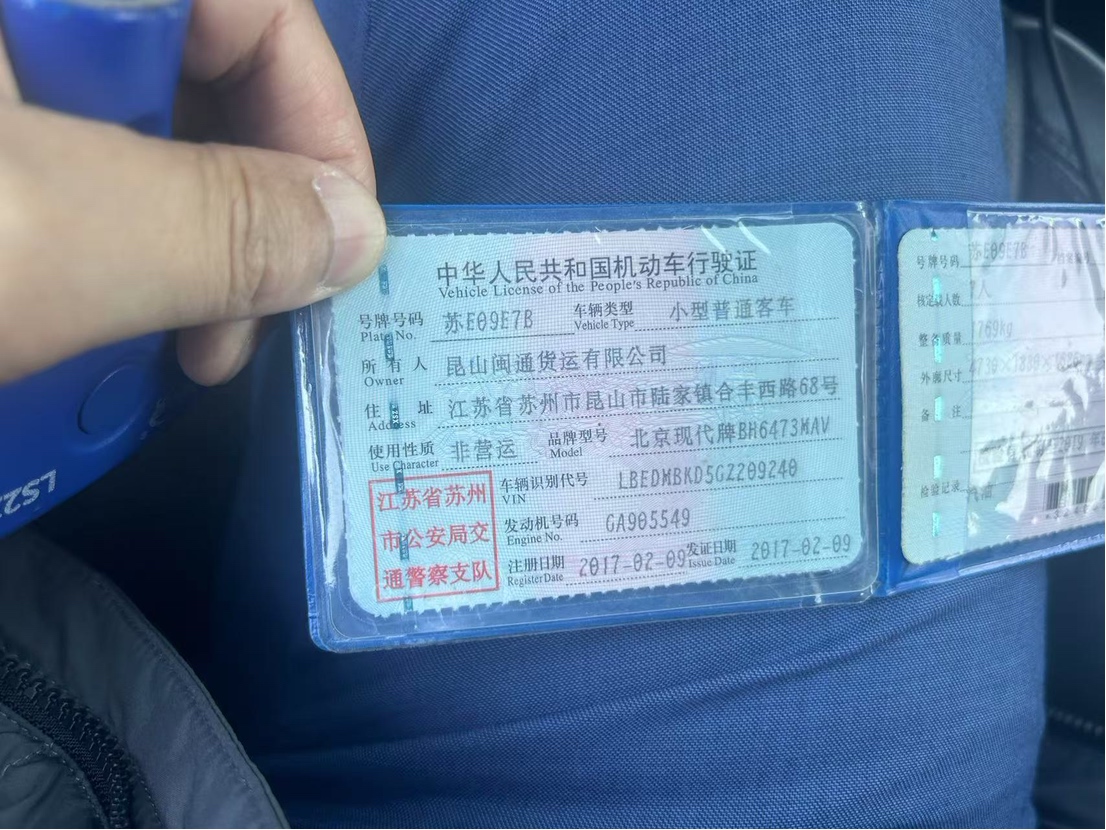 中华人民共和国机动车行驶证
Vehicle License of the People's Republic of China
号牌号码 苏E09E7B 车辆类型 小型普通客车
Plate No. Vehicle Type
所有人 昆山闽通货运有限公司
Owner
住址 江苏省苏州市昆山市陆家镇合丰西路68号
Address
使用性质 非营运 品牌型号 北京现代牌BH6473MAV
Use Character Model
江苏省苏州
市公安局交
通警察支队
车辆识别代号 LBEDMBKD5GZ209240
VIN
发动机号码 GA905549
Engine No.
注册日期 2017-02-09 发证日期 2017-02-09
Register Date Issue Date
号牌号码 苏E09E7B
核定载人数 7人
整备质量 1769kg
外廓尺寸
备注
检验记录